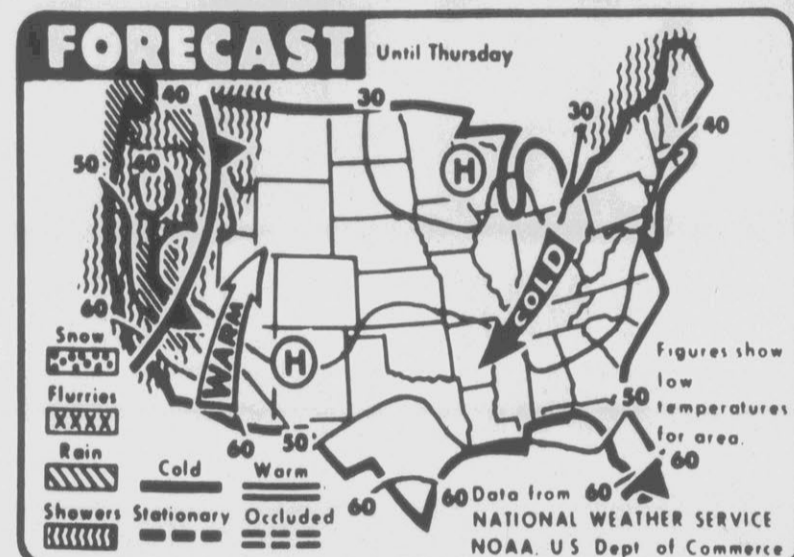 FORECAST
Until Thursday
40
30
30
50
40
40
H
60
COLD
WARM
H
Snow
Flurries
Rain
Showers
Cold
Warm
Stationary
Occluded
60
50
60
60
60
60
50
Figures show
low
temperatures
for area.
Data from
NATIONAL WEATHER SERVICE
NOAA, US Dept of Commerce